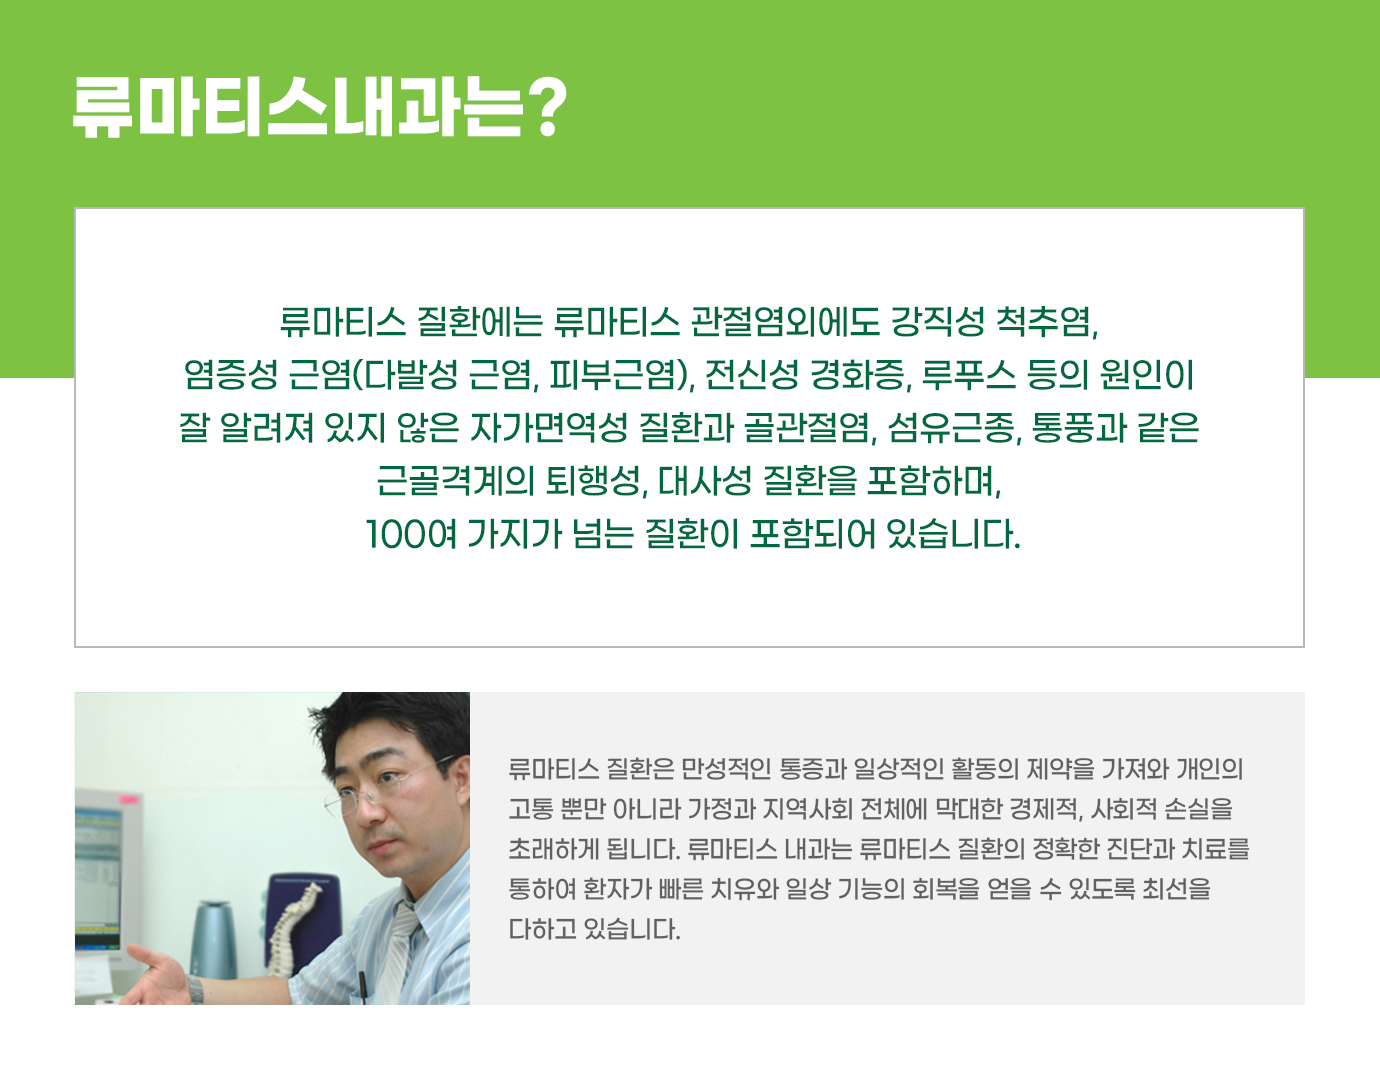 류마티스내과는?
류마티스 질환에는 류마티스 관절염외에도 강직성 척추염,
염증성 근염(다발성 근염, 피부근염), 전신성 경화증, 루푸스 등의 원인이
잘 알려져 있지 않은 자가면역성 질환과 골관절염, 섬유근종, 통풍과 같은
근골격계의 퇴행성, 대사성 질환을 포함하며,
100여 가지가 넘는 질환이 포함되어 있습니다.
류마티스 질환은 만성적인 통증과 일상적인 활동의 제약을 가져와 개인의
고통 뿐만 아니라 가정과 지역사회 전체에 막대한 경제적, 사회적 손실을
초래하게 됩니다. 류마티스 내과는 류마티스 질환의 정확한 진단과 치료를
통하여 환자가 빠른 치유와 일상 기능의 회복을 얻을 수 있도록 최선을
다하고 있습니다.